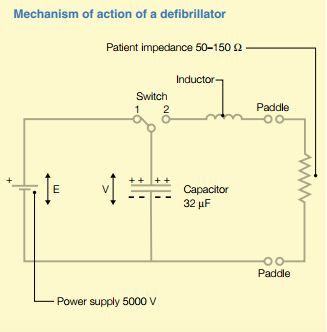 Mechanism of action of a defibrillator
Patient impedance 50–150 Ω
Inductor
Switch
1 2
Paddle
+
E
V
+ + + +
Capacitor
32 µF
Paddle
Power supply 5000 V